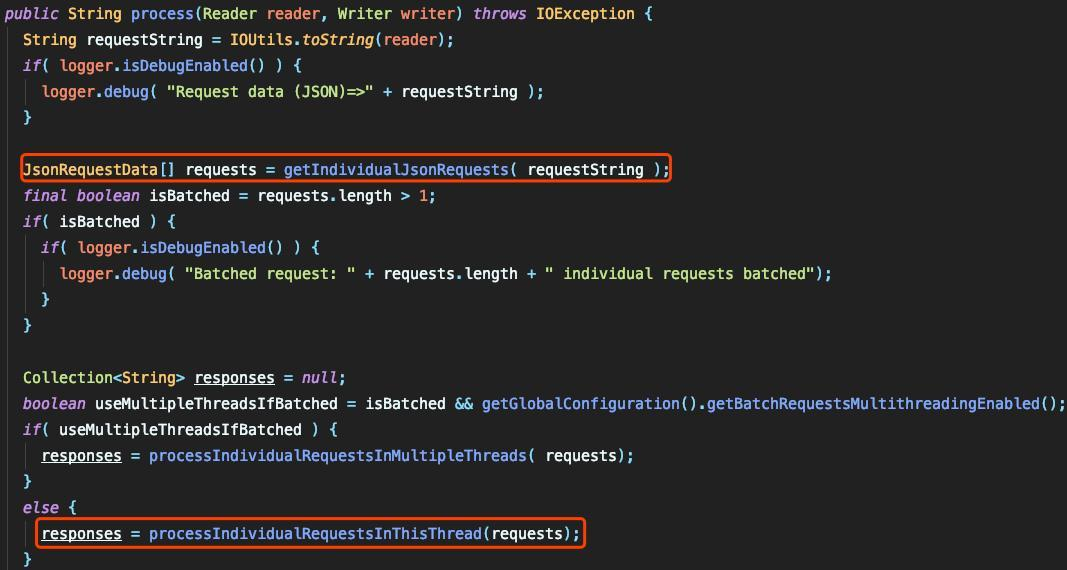 public String process(Reader reader, Writer writer) throws IOException {
String requestString = IOUtils.toString(reader);
if( logger.isDebugEnabled() ) {
logger.debug( "Request data (JSON)=>" + requestString );
}
JsonRequestData[] requests = getIndividualJsonRequests( requestString );
final boolean isBatched = requests.length > 1;
if( isBatched ) {
if( logger.isDebugEnabled() ) {
logger.debug( "Batched request: " + requests.length + " individual requests batched");
}
}
Collection<String> responses = null;
boolean useMultipleThreadsIfBatched = isBatched && getGlobalConfiguration().getBatchRequestsMultithreadingEnabled();
if( useMultipleThreadsIfBatched ) {
responses = processIndividualRequestsInMultipleThreads( requests);
}
else {
responses = processIndividualRequestsInThisThread(requests);
}